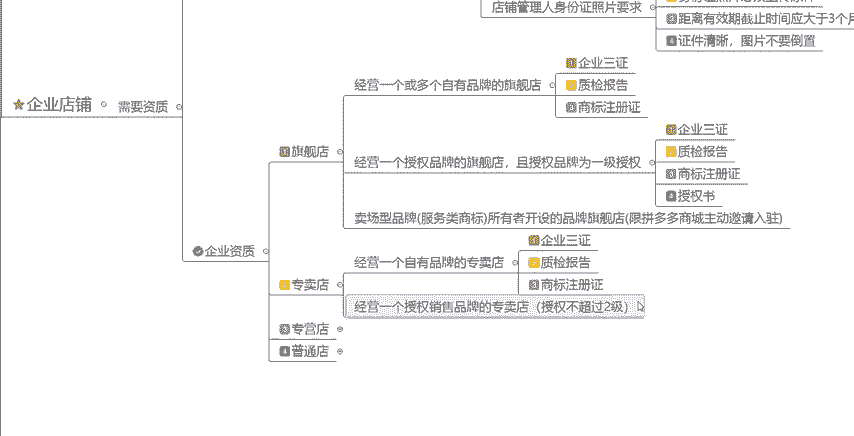 店铺管理人身份证照片要求
距离有效期截止时间应大于3个月
证件清晰，图片不要倒置
企业店铺
需要资质
企业资质
旗舰店
经营一个或多个自有品牌的旗舰店
企业三证
质检报告
商标注册证
经营一个授权品牌的旗舰店，且授权品牌为一级授权
企业三证
质检报告
商标注册证
授权书
卖场型品牌(服务类商标)所有者开设的品牌旗舰店(限拼多多商城主动邀请入驻)
专卖店
经营一个自有品牌的专卖店
企业三证
质检报告
商标注册证
经营一个授权销售品牌的专卖店（授权不超过2级）
专营店
普通店